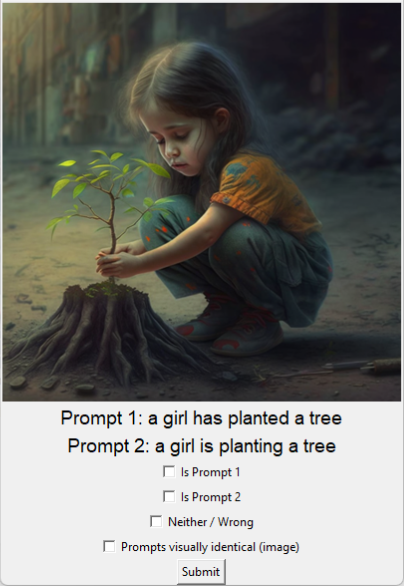 Prompt 1: a girl has planted a tree
Prompt 2: a girl is planting a tree
Is Prompt 1
Is Prompt 2
Neither / Wrong
Prompts visually identical (image)
Submit